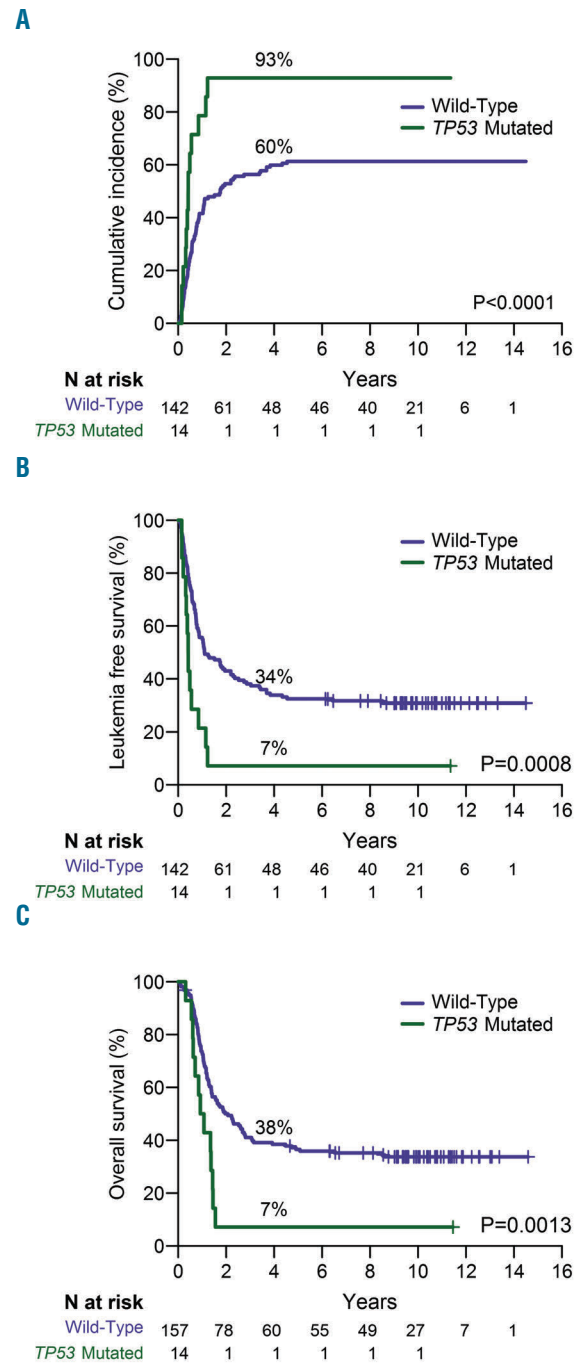 A
Cumulative incidence (%)
100
80
60
40
20
0
93%
60%
Wild-Type
TP53 Mutated
P<0.0001
0 2 4 6 8 10 12 14 16
N at risk Years
Wild-Type 142 61 48 46 40 21 6 1
TP53 Mutated 14 1 1 1 1 1
B
Leukemia free survival (%)
100
80
60
40
20
0
Wild-Type
TP53 Mutated
34%
7%
P=0.0008
0 2 4 6 8 10 12 14 16
N at risk Years
Wild-Type 142 61 48 46 40 21 6 1
TP53 Mutated 14 1 1 1 1 1
C
Overall survival (%)
100
80
60
40
20
0
Wild-Type
TP53 Mutated
38%
7%
P=0.0013
0 2 4 6 8 10 12 14 16
N at risk Years
Wild-Type 157 78 60 55 49 27 7 1
TP53 Mutated 14 1 1 1 1 1